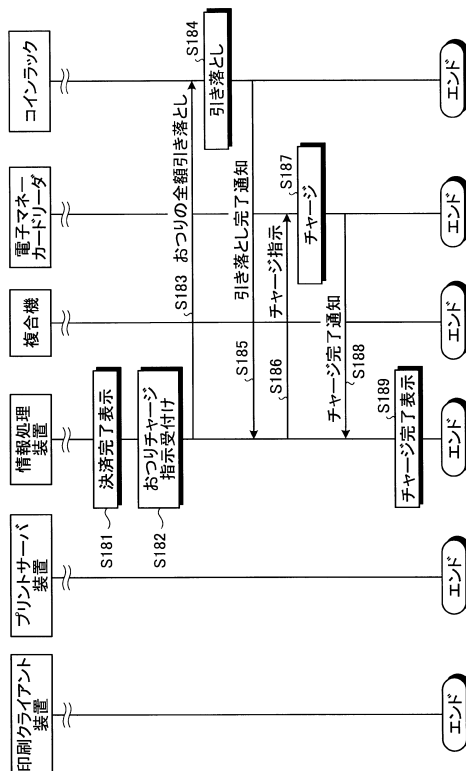 印刷クライアント
装置
プリントサーバ
装置
情報処理
装置
複合機
電子マネー
カードリーダ
コインラック
S181
決済完了表示
S182
おつりチャージ
指示受付け
S183
おつりの全額引き落とし
S184
引き落とし
S185
引き落とし完了通知
S186
チャージ指示
S187
チャージ
S188
チャージ完了通知
S189
チャージ完了表示
エンド
エンド
エンド
エンド
エンド
エンド